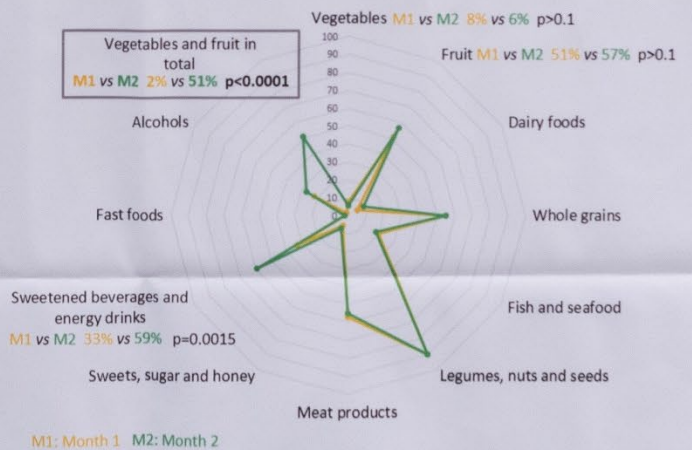 Vegetables M1 vs M2 8% vs 6% p>0.1
Vegetables and fruit in
total
M1 vs M2 2% vs 51% p<0.0001
Fruit M1 vs M2 51% vs 57% p>0.1
100
90
80
70
60
50
40
30
20
10
0
Alcohols
Dairy foods
Fast foods
Whole grains
Sweetened beverages and
energy drinks
M1 vs M2 33% vs 59% p=0.0015
Fish and seafood
Sweets, sugar and honey
Legumes, nuts and seeds
Meat products
M1: Month 1 M2: Month 2